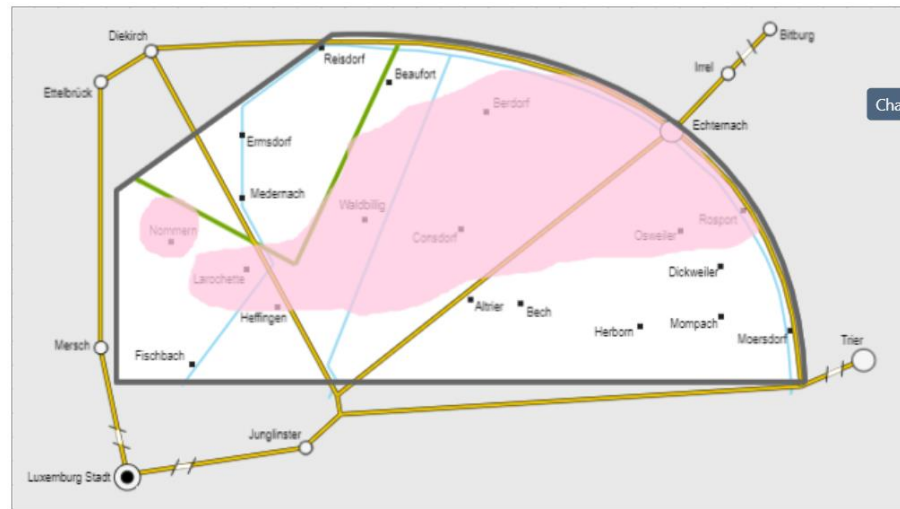 Diekirch
Bitburg
Reisdorf
Irrel
Beaufort
Ettelbrück
Berdorf
Cha
Echternach
Ermsdorf
Medernach
Waldbillig
Rosport
Nommern
Consdorf
Osweiler
Larochette
Dickweiler
Altrier
Bech
Heffingen
Herborn
Mompach
Moersdorf
Trier
Mersch
Fischbach
Junglinster
Luxemburg Stadt